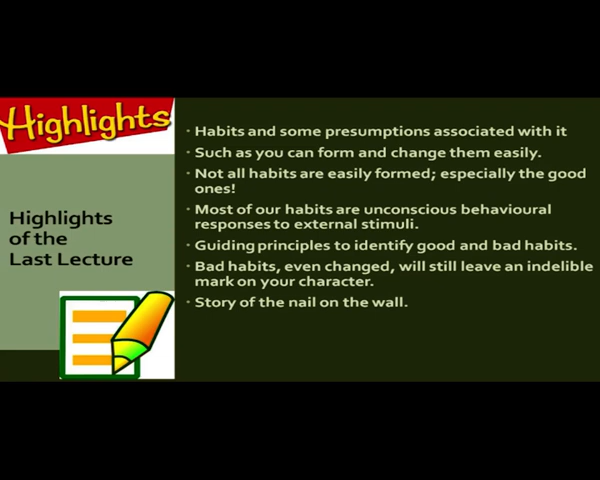 Highlights
Highlights
of the
Last Lecture
• Habits and some presumptions associated with it
• Such as you can form and change them easily.
• Not all habits are easily formed; especially the good
ones!
• Most of our habits are unconscious behavioural
responses to external stimuli.
• Guiding principles to identify good and bad habits.
• Bad habits, even changed, will still leave an indelible
mark on your character.
• Story of the nail on the wall.